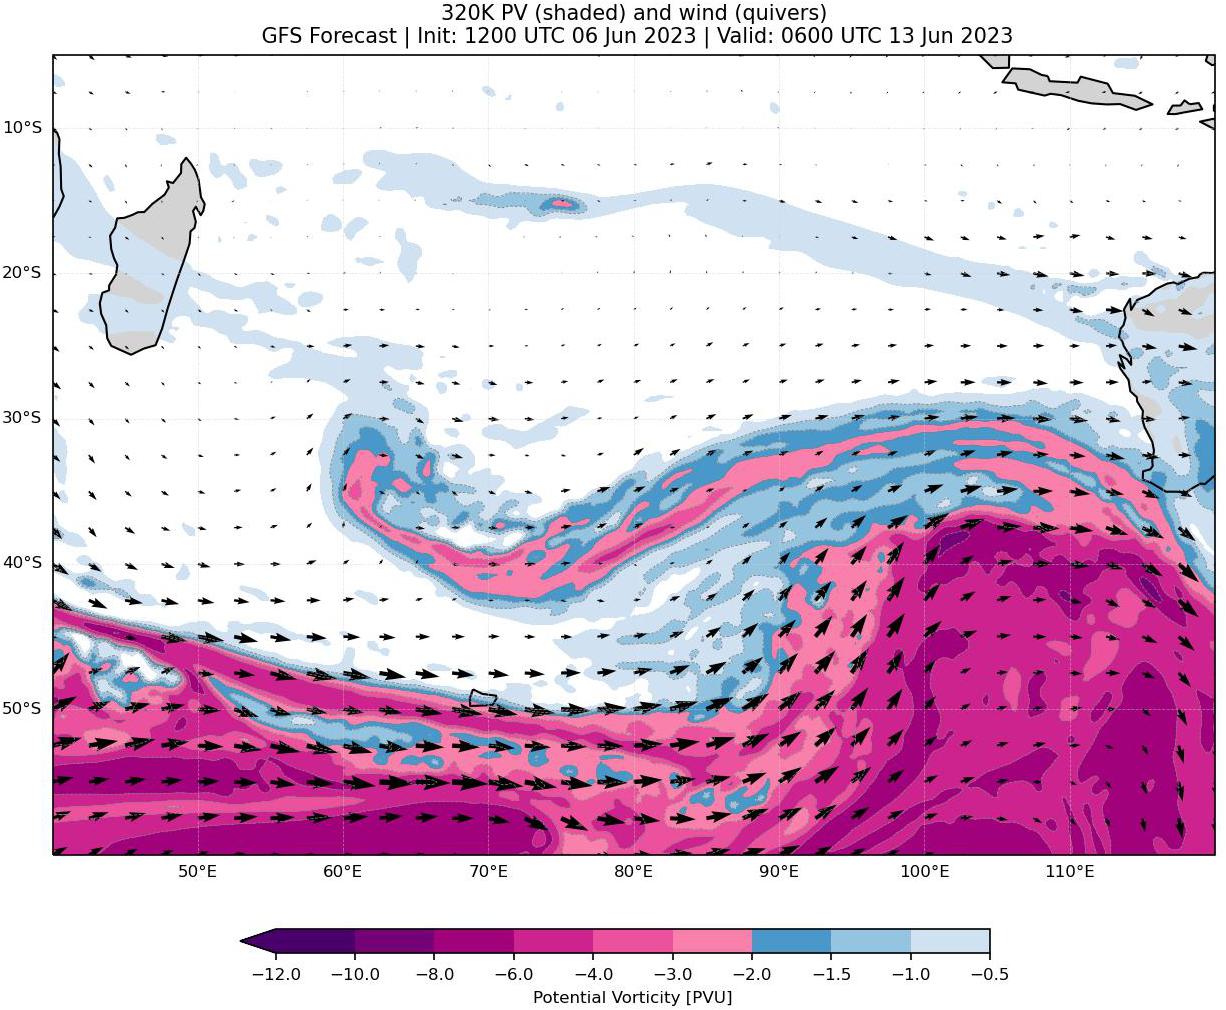 320K PV (shaded) and wind (quivers)
GFS Forecast | Init: 1200 UTC 06 Jun 2023 | Valid: 0600 UTC 13 Jun 2023
10°S
20°S
30°S
40°S
50°S
50°E 60°E 70°E 80°E 90°E 100°E 110°E
−12.0 −10.0 −8.0 −6.0 −4.0 −3.0 −2.0 −1.5 −1.0 −0.5
Potential Vorticity [PVU]